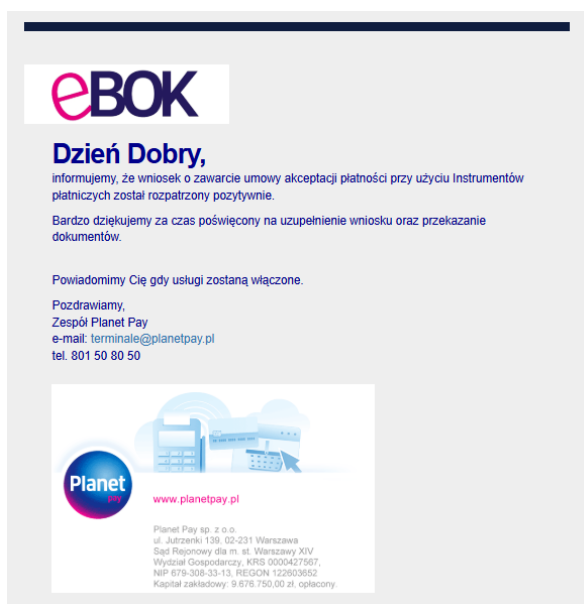 eBOK
Dzień Dobry,
informujemy, że wniosek o zawarcie umowy akceptacji płatności przy użyciu Instrumentów
płatniczych został rozpatrzony pozytywnie.
Bardzo dziękujemy za czas poświęcony na uzupełnienie wniosku oraz przekazanie
dokumentów.
Powiadomimy Cię gdy usługi zostaną włączone.
Pozdrawiamy,
Zespół Planet Pay
e-mail: terminale@planetpay.pl
tel. 801 50 80 50
Planet
pay
www.planetpay.pl
Planet Pay sp. z o.o.
ul. Jutrzenki 139, 02-231 Warszawa
Sąd Rejonowy dla m. st. Warszawy XIV
Wydział Gospodarczy, KRS 0000427567,
NIP 679-308-33-13, REGON 122603652
Kapitał zakładowy: 9.676.750,00 zł, opłacony.